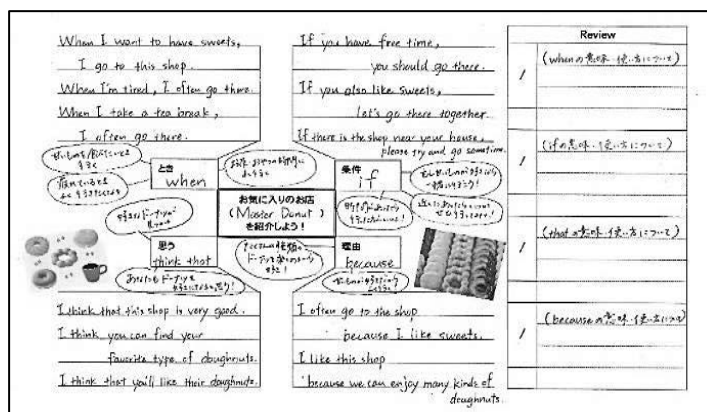 When I want to have sweets,
I go to this shop.
When I'm tired, I often go there.
When I take a tea break,
I often go there.
If you have free time,
you should go there.
If you also like sweets,
let's go there together.
If there is the shop near your house,
please try and go sometime.
Review
(whenの意味・使い方について)
/
(ifの意味・使い方について)
/
(thatの意味・使い方について)
/
(becauseの意味・使い方について)
/
とき
when
条件
if
お気に入りのお店
(Master Donut)
を紹介しよう!
思う
think that
理由
because
I think that this shop is very good.
I think you can find your
favorite type of doughnuts.
I think that you'll like their doughnuts.
I often go to the shop
because I like sweets.
I like this shop
because we can enjoy many kinds of
doughnuts.